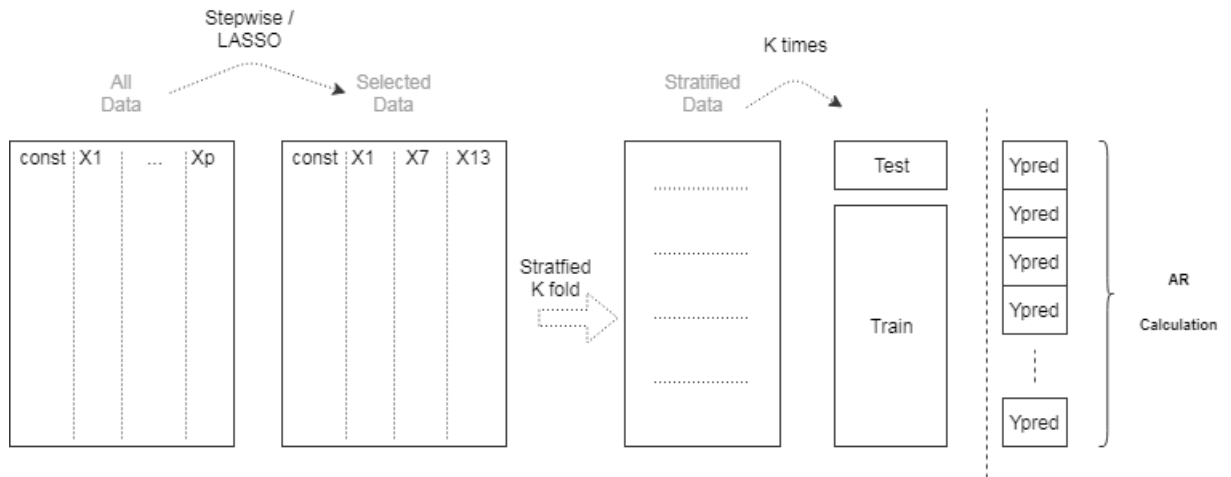 Stepwise /
LASSO
K times
All
Data
Selected
Data
Stratified
Data
const X1 ... Xp
const X1 X7 X13
Test
Train
Stratfied
K fold
Ypred
Ypred
Ypred
Ypred
Ypred
AR
Calculation